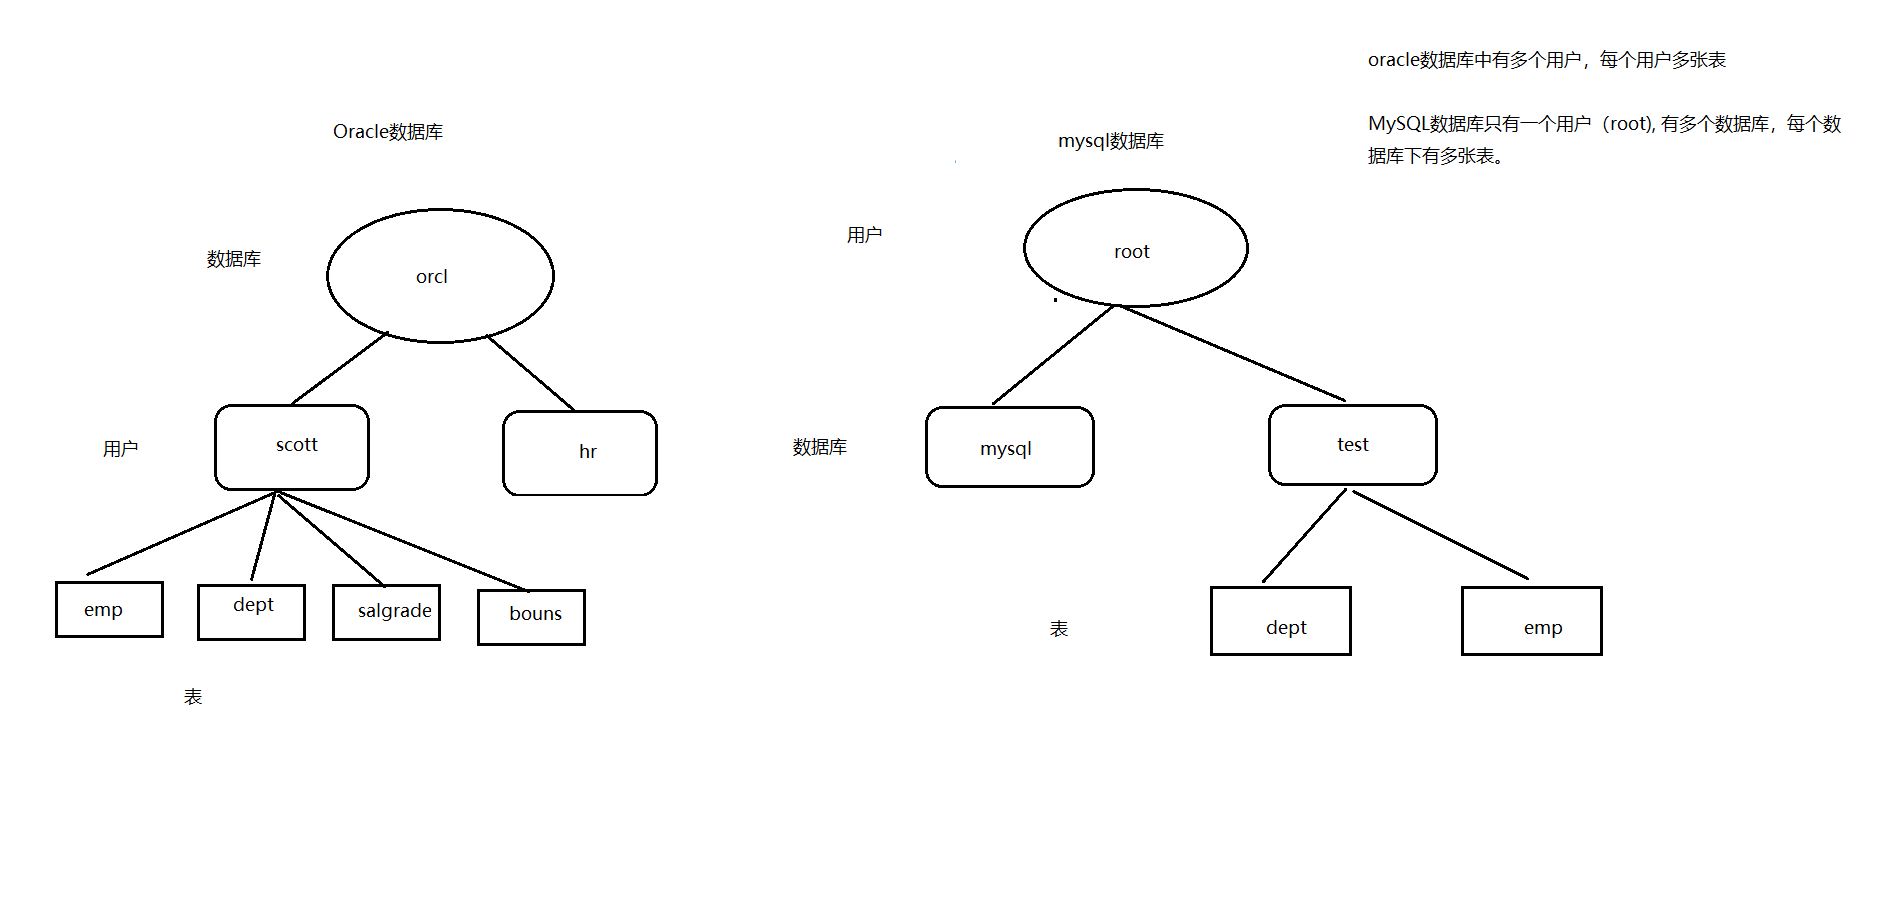 oracle数据库中有多个用户，每个用户多张表
MySQL数据库只有一个用户（root), 有多个数据库，每个数
据库下有多张表。
Oracle数据库
数据库
orcl
用户
scott
hr
emp
dept
salgrade
bouns
表
mysql数据库
用户
root
数据库
mysql
test
表
dept
emp